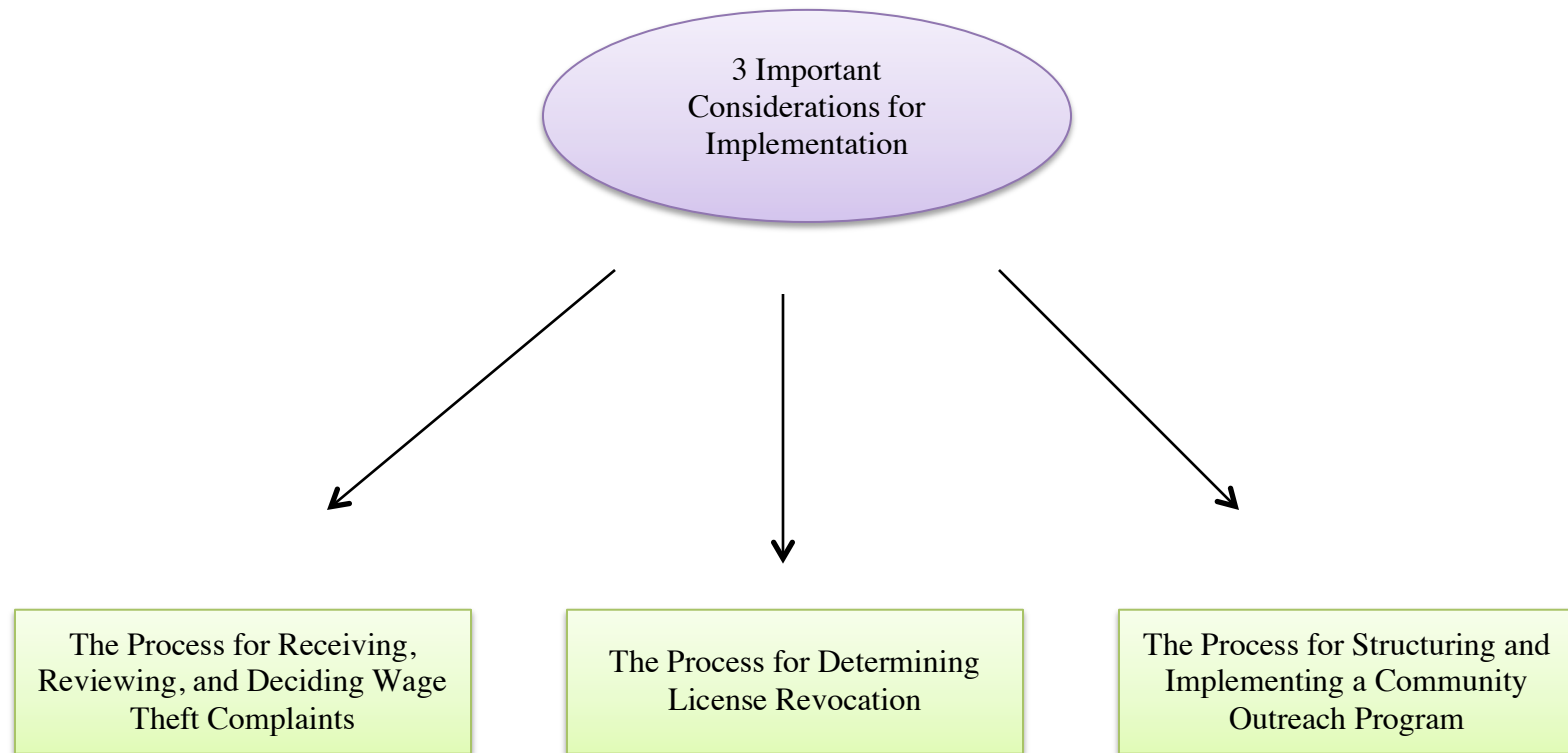 3 Important
Considerations for
Implementation
The Process for Receiving,
Reviewing, and Deciding Wage
Theft Complaints
The Process for Determining
License Revocation
The Process for Structuring and
Implementing a Community
Outreach Program